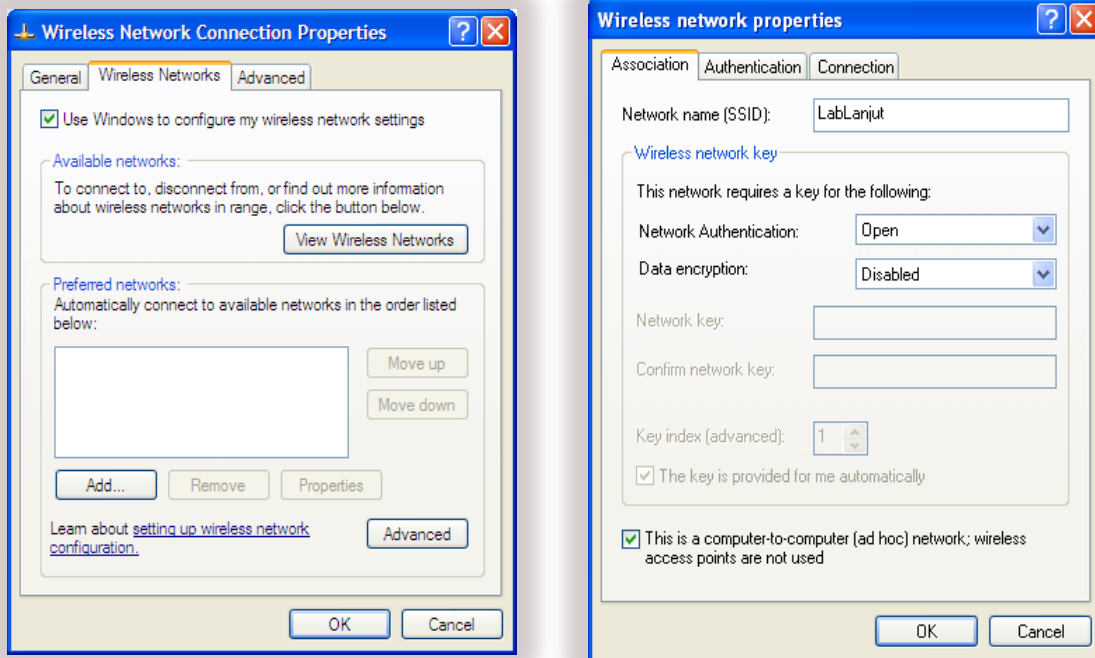 Wireless Network Connection Properties
General
Wireless Networks
Advanced
Use Windows to configure my wireless network settings
Available networks:
To connect to, disconnect from, or find out more information
about wireless networks in range, click the button below.
View Wireless Networks
Preferred networks:
Automatically connect to available networks in the order listed
below:
Move up
Move down
Add...
Remove
Properties
Learn about setting up wireless network
configuration.
Advanced
OK
Cancel
Wireless network properties
Association
Authentication
Connection
Network name (SSID):
LabLanjut
Wireless network key
This network requires a key for the following:
Network Authentication:
Open
Data encryption:
Disabled
Network key:
Confirm network key:
Key index (advanced):
1
The key is provided for me automatically
This is a computer-to-computer (ad hoc) network; wireless
access points are not used
OK
Cancel